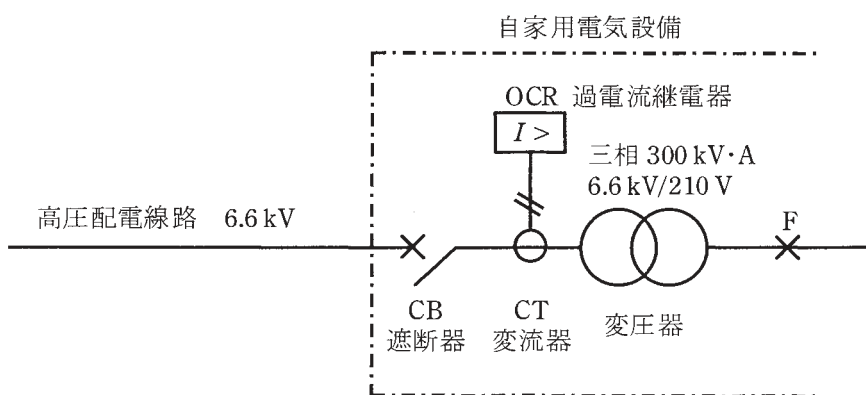 自家用電気設備
OCR 過電流継電器
I >
三相 300 kV·A
6.6 kV/210 V
高圧配電線路 6.6 kV
F
CB
遮断器
CT
変流器
変圧器